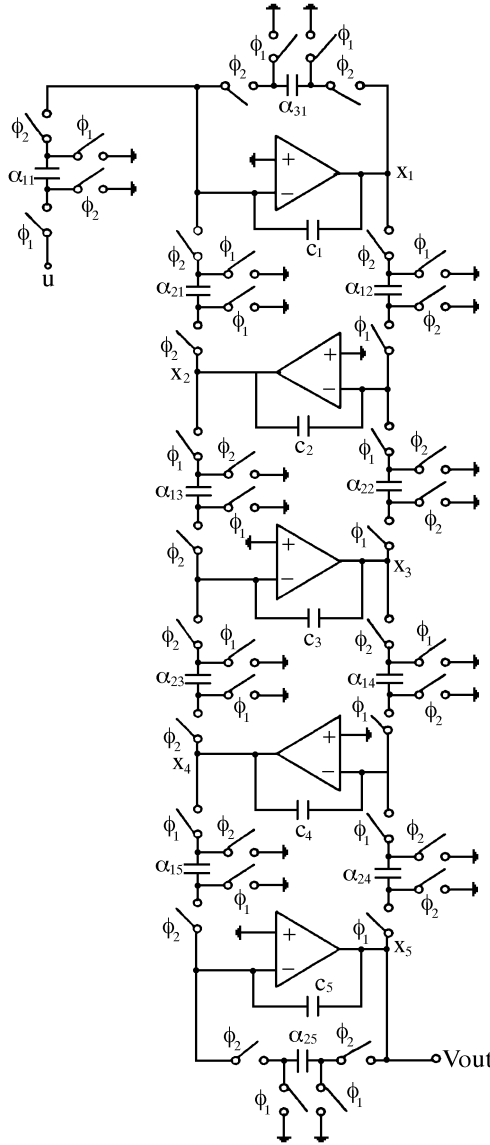 ϕ₁ ϕ₁
ϕ₂ α₃₁ ϕ₂
ϕ₂ ϕ₁
α₁₁ ϕ₂
ϕ₁
u
+
−
x₁
c₁
ϕ₂ ϕ₁ ϕ₂ ϕ₁
α₂₁ α₁₂
ϕ₁ ϕ₂
ϕ₂ ϕ₁
x₂ +
−
c₂
ϕ₁ ϕ₂ ϕ₁ ϕ₂
α₁₃ α₂₂
ϕ₁ ϕ₂
ϕ₂ + ϕ₁
− x₃
c₃
ϕ₂ ϕ₁ ϕ₂ ϕ₁
α₂₃ α₁₄
ϕ₁ ϕ₂
ϕ₂ + ϕ₁
x₄ −
c₄
ϕ₁ ϕ₂ ϕ₁ ϕ₂
α₁₅ α₂₄
ϕ₁ ϕ₂
ϕ₂ + ϕ₁
− x₅
c₅
ϕ₂ α₂₅ ϕ₂
Vout
ϕ₁ ϕ₁